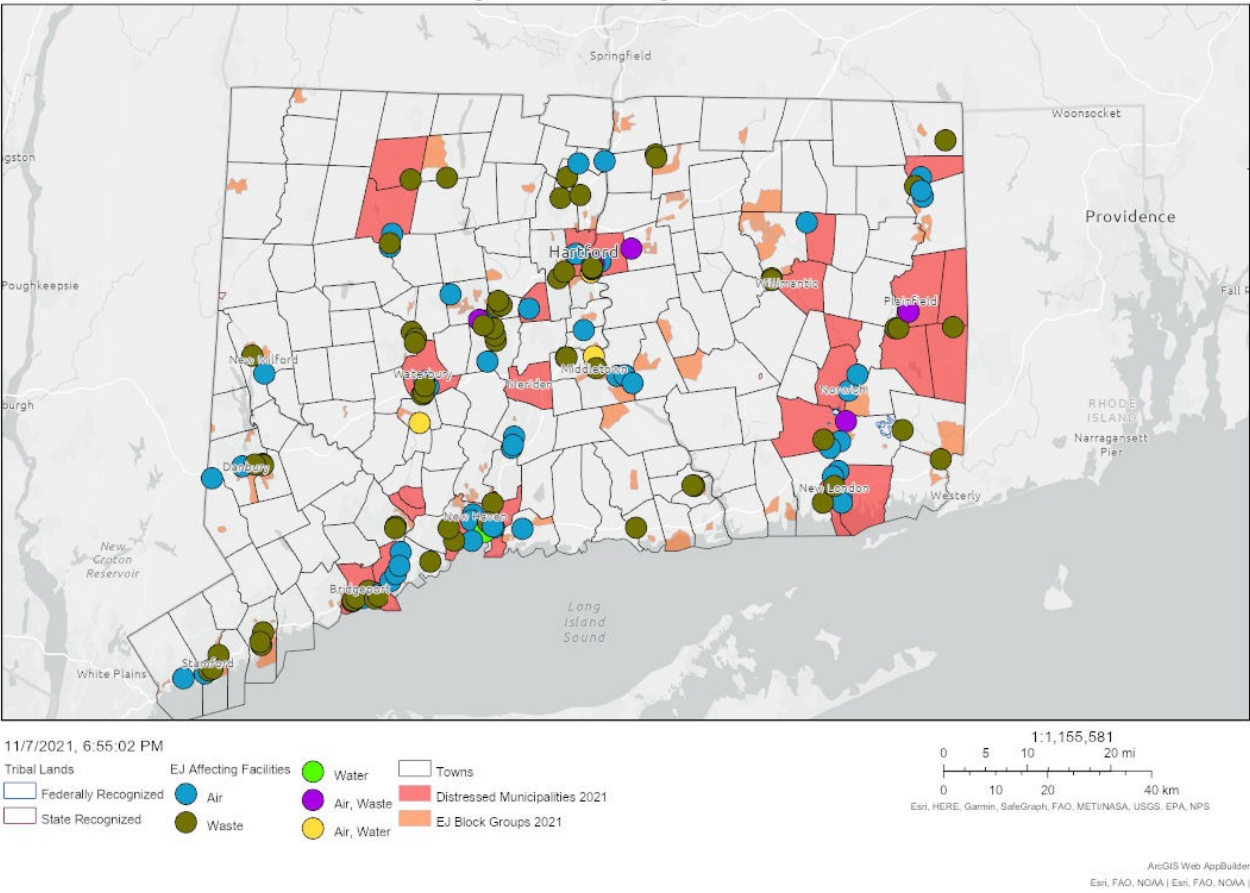 Springfield
Woonsocket
gston
Providence
Hartford
Poughkeepsie
Willimantic
Plainfield
Fall R
New Milford
Waterbury
Meriden
Middletown
Norwich
burgh
RHODE
ISLAND
Narragansett
Pier
Danbury
New London
Westerly
New Haven
New
Croton
Reservoir
Bridgeport
Long
Island
Sound
Stamford
White Plains
11/7/2021, 6:55:02 PM
Tribal Lands
Federally Recognized
State Recognized
EJ Affecting Facilities
Air
Waste
Water
Air, Waste
Air, Water
Towns
Distressed Municipalities 2021
EJ Block Groups 2021
1:1,155,581
0 5 10 20 mi
0 10 20 40 km
Esri, HERE, Garmin, SafeGraph, FAO, METI/NASA, USGS, EPA, NPS
ArcGIS Web AppBuilder
Esri, FAO, NOAA | Esri, FAO, NOAA |